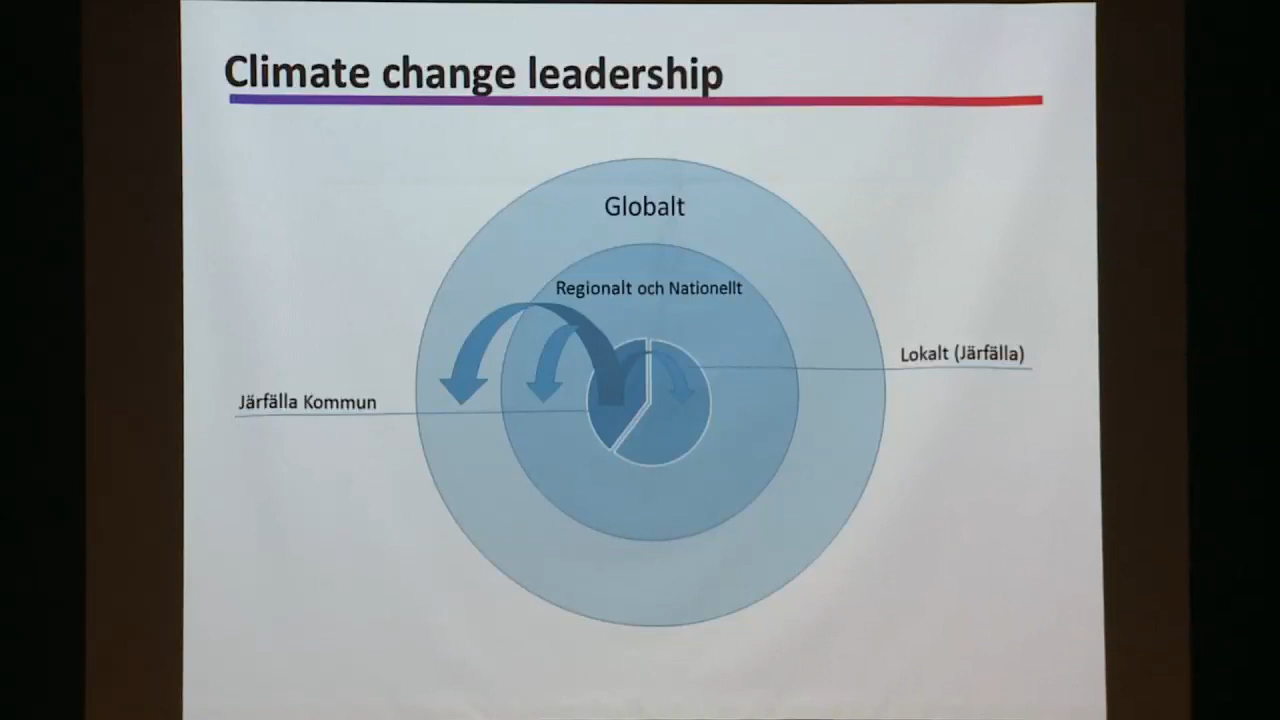 Climate change leadership
Globalt
Regionalt och Nationellt
Lokalt (Järfälla)
Järfälla Kommun